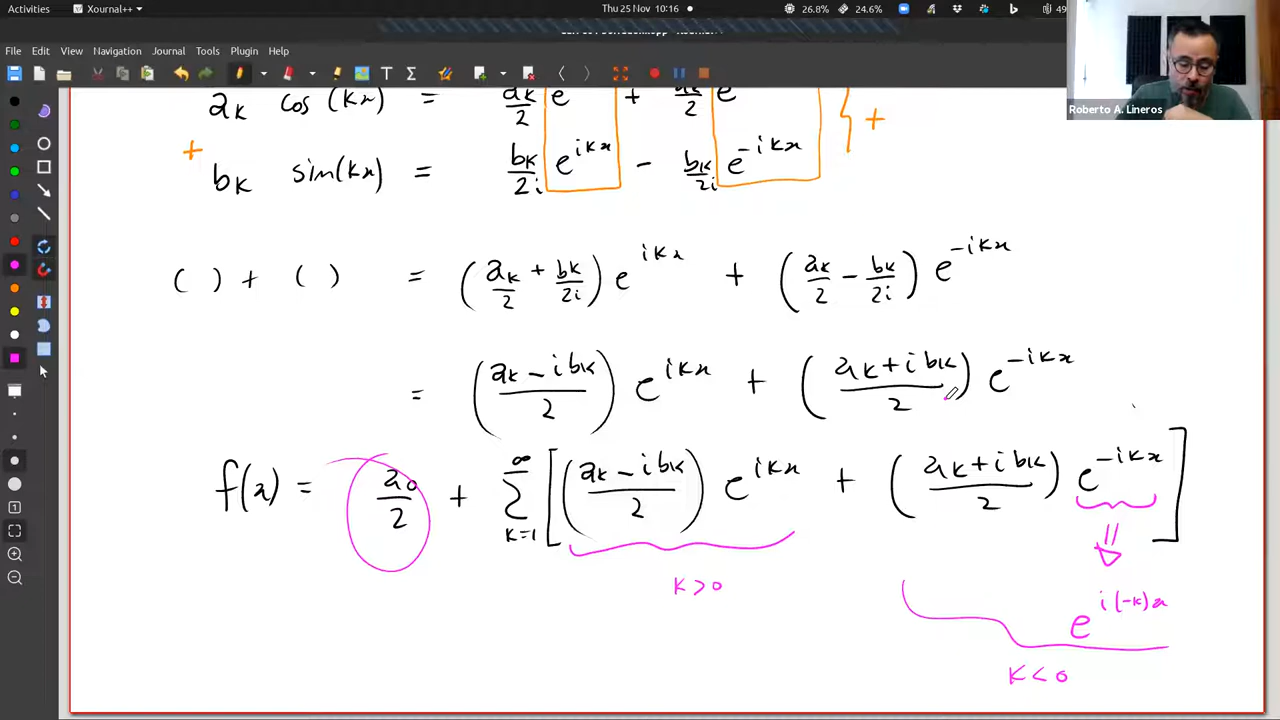 Activities Xournal++ Thu 25 Nov 10:16 26.8% 24.6%
File Edit View Navigation Journal Tools Plugin Help
Roberto A. Lineros
a_k cos(kx) = a_k/2 e + a_k/2 e
+ b_k sin(kx) = b_k/2i e^{ikx} - b_k/2i e^{-ikx} } +
( ) + ( ) = (a_k/2 + b_k/2i) e^{ikx} + (a_k/2 - b_k/2i) e^{-ikx}
= ((a_k - i b_k)/2) e^{ikx} + ((a_k + i b_k)/2) e^{-ikx}
f(x) = a_0/2 + ∑_{k=1}^{∞} [((a_k - i b_k)/2) e^{ikx} + ((a_k + i b_k)/2) e^{-ikx}]
k>0
e^{i(-k)x}
k<0